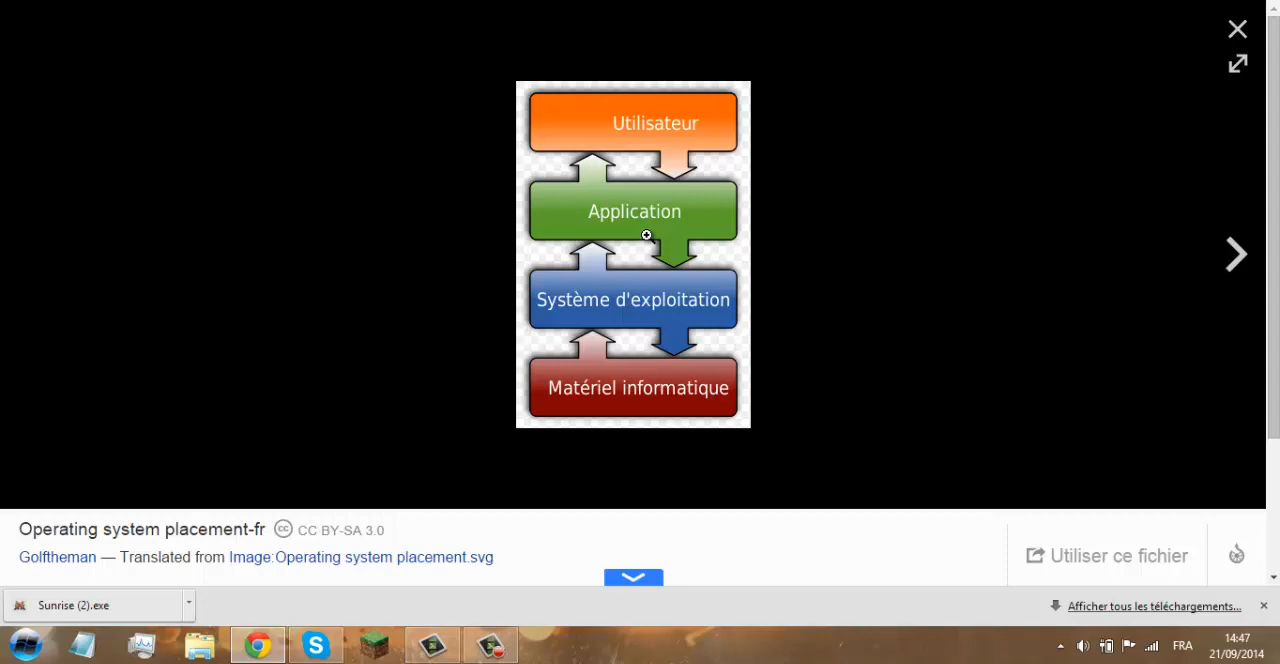 Utilisateur
Application
Système d'exploitation
Matériel informatique
Operating system placement-fr CC BY-SA 3.0
Golftheman — Translated from Image:Operating system placement.svg
Utiliser ce fichier
Sunrise (2).exe
Afficher tous les téléchargements...
FRA
14:47
21/09/2014